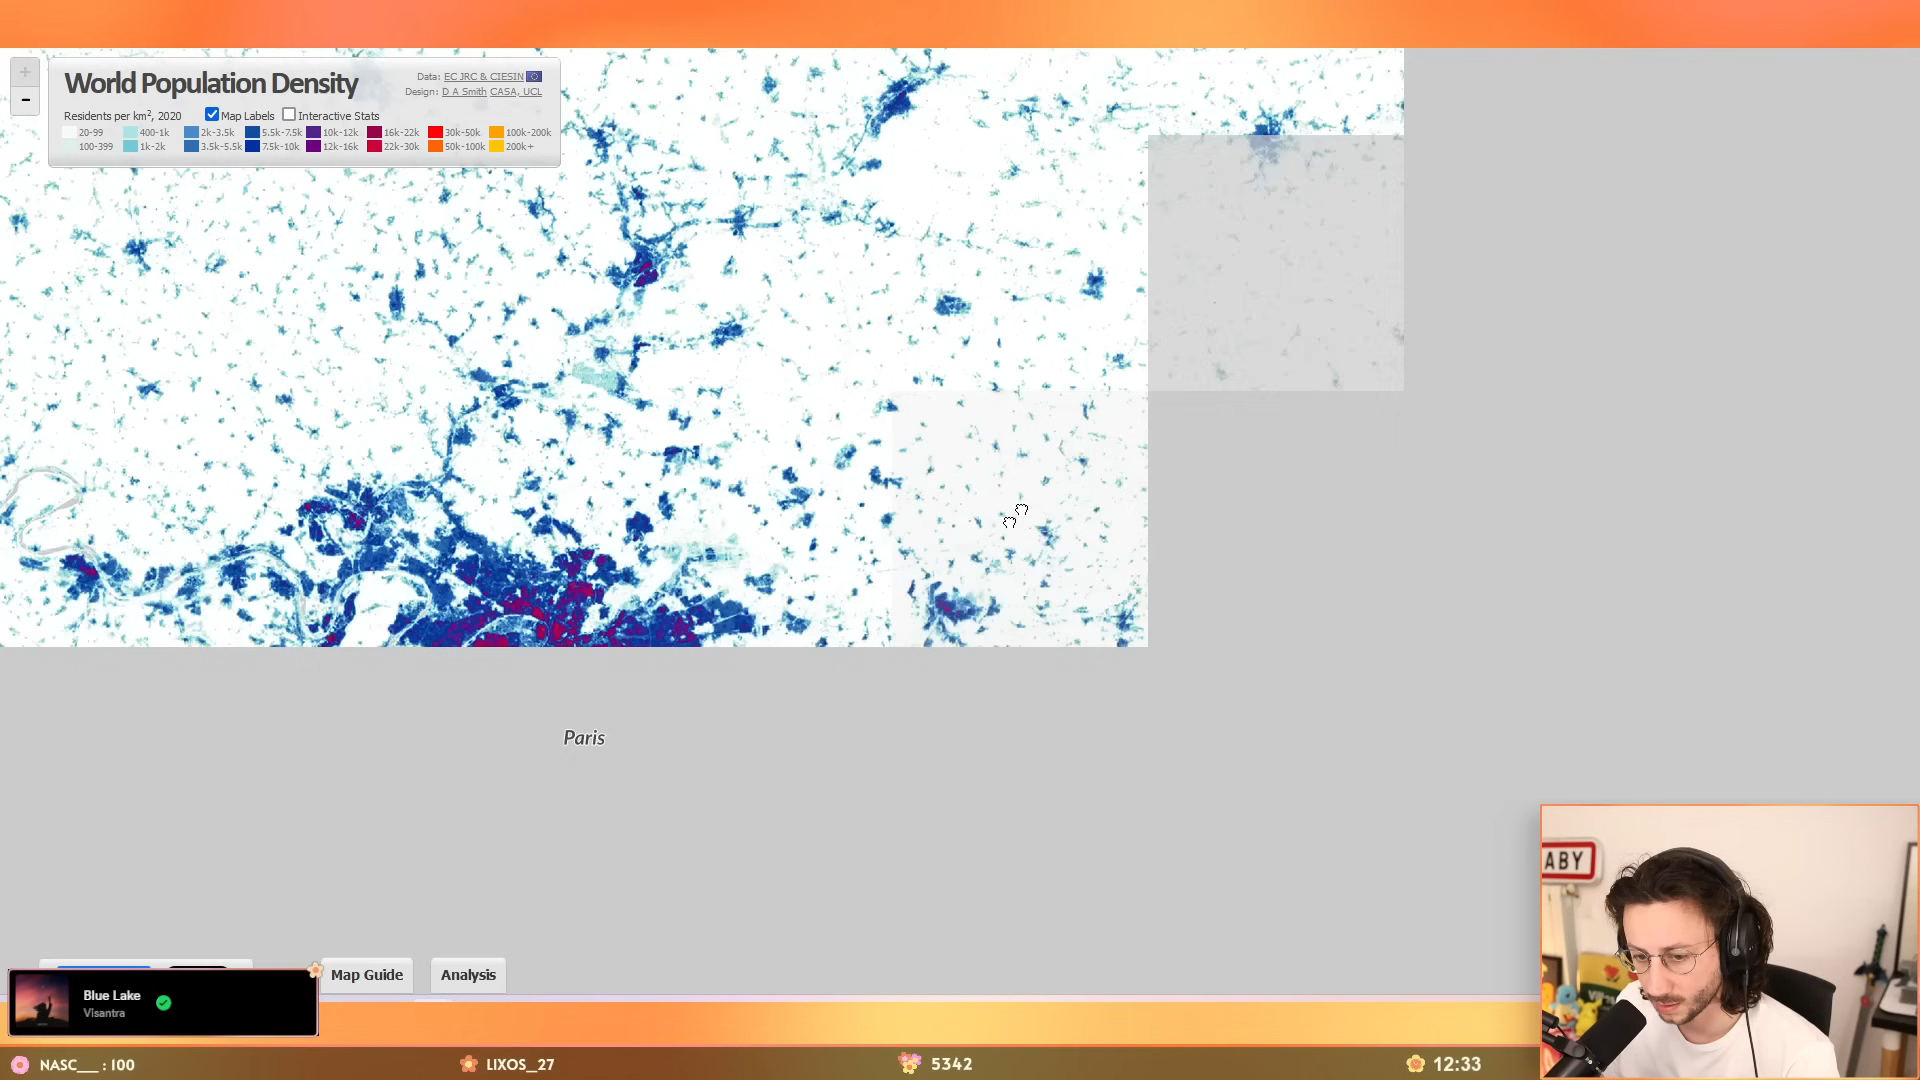 +
-
World Population Density
Data: EC JRC & CIESIN
Design: D A Smith CASA, UCL
Residents per km², 2020 Map Labels Interactive Stats
20-99 400-1k 2k-3.5k 5.5k-7.5k 10k-12k 16k-22k 30k-50k 100k-200k
100-399 1k-2k 3.5k-5.5k 7.5k-10k 12k-16k 22k-30k 50k-100k 200k+
Paris
Map Guide Analysis
Blue Lake
Visantra
ABY
NASC___ : 100 LIXOS_27 5342 12:33